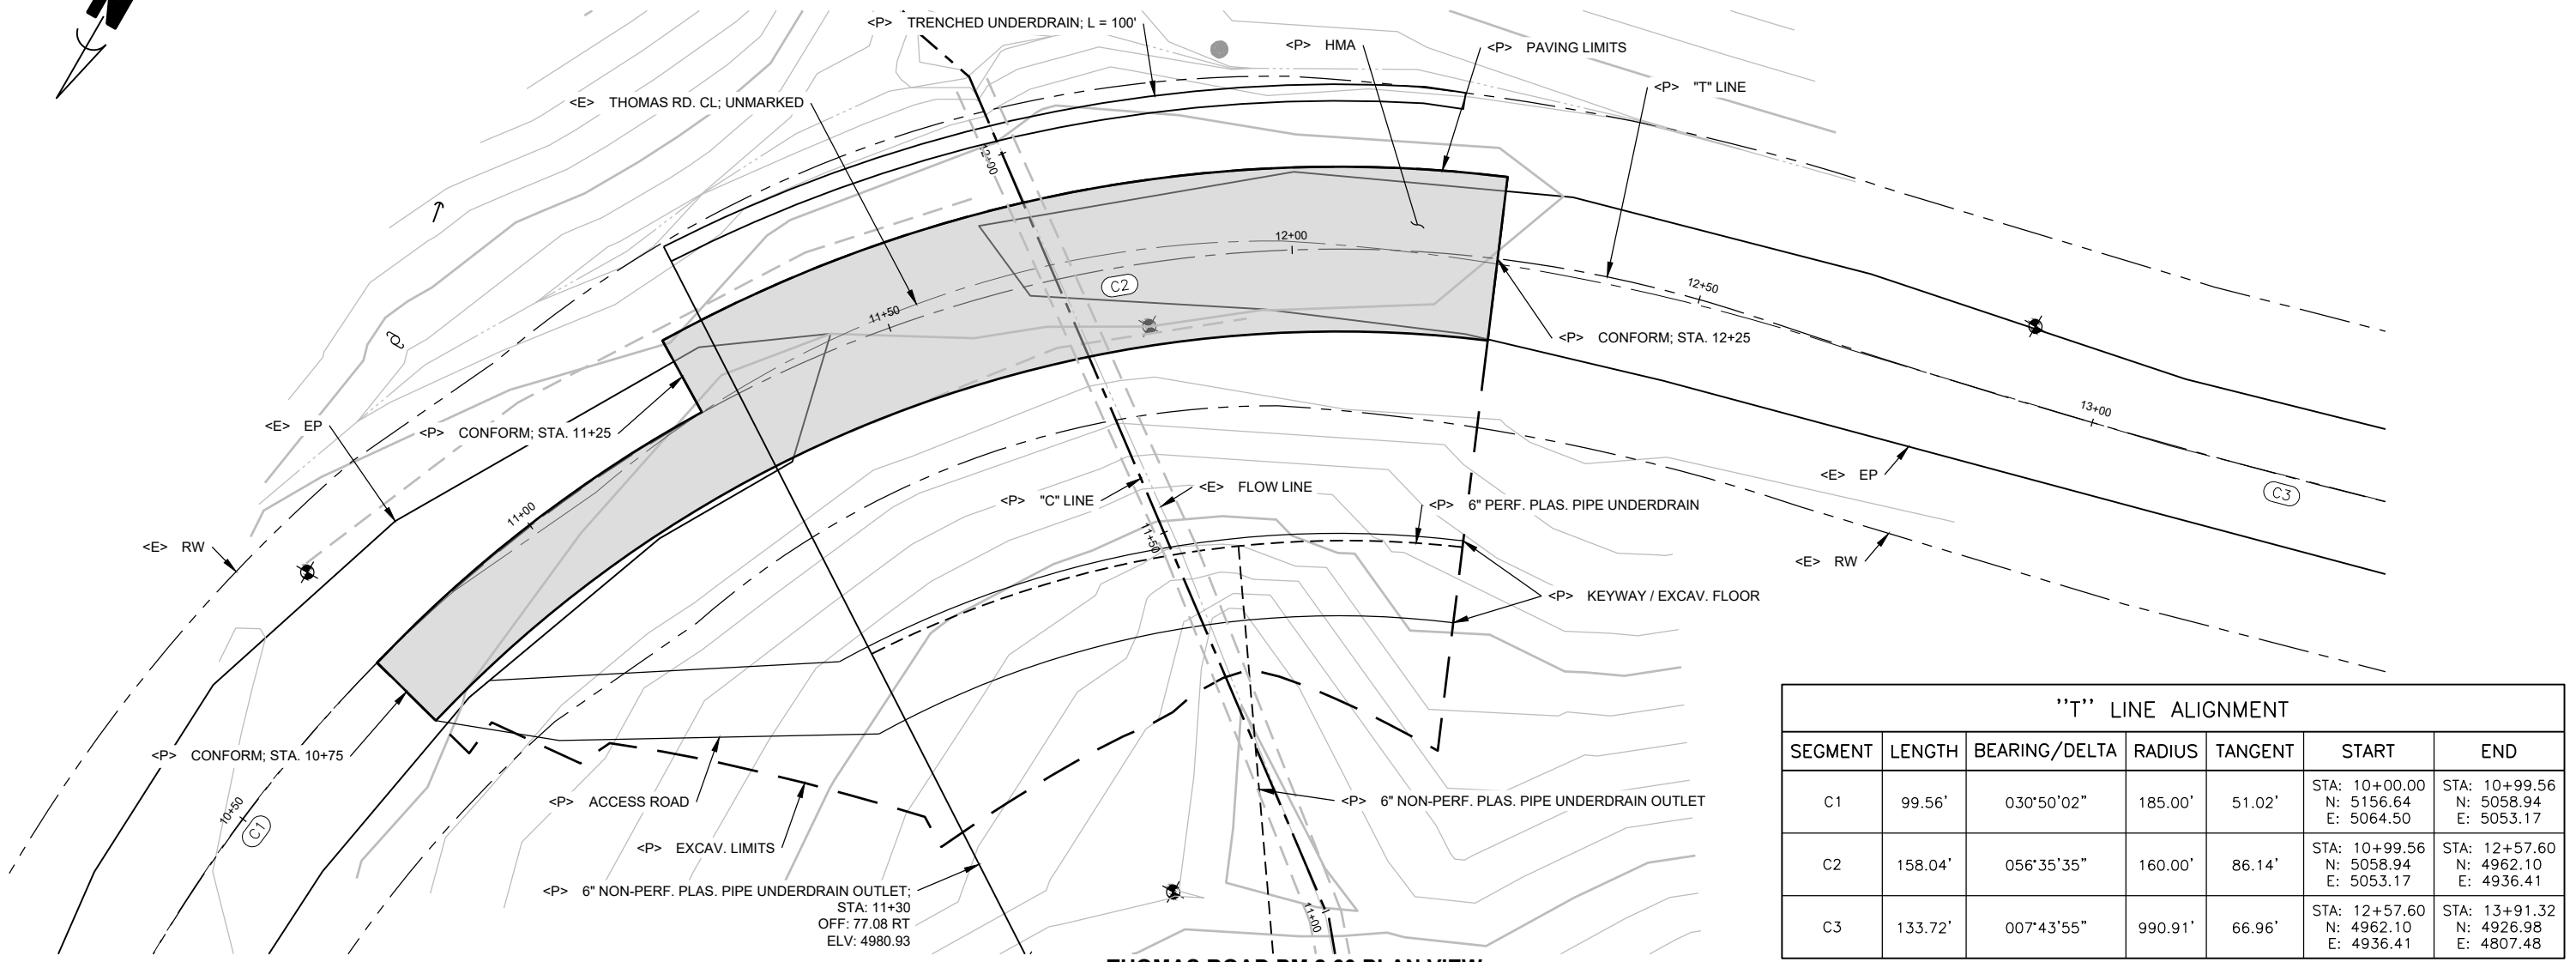 <P> TRENCHED UNDERDRAIN; L = 100'
<P> HMA
<P> PAVING LIMITS
<P> "T" LINE
<E> THOMAS RD. CL; UNMARKED
12+00
12+00
C2
11+50
12+50
<P> CONFORM; STA. 12+25
13+00
<E> EP
<P> CONFORM; STA. 11+25
<E> EP
C3
11+00
<P> "C" LINE
<E> FLOW LINE
<P> 6" PERF. PLAS. PIPE UNDERDRAIN
11+50
<E> RW
<E> RW
<P> KEYWAY / EXCAV. FLOOR
<P> CONFORM; STA. 10+75
10+50
C1
<P> ACCESS ROAD
<P> 6" NON-PERF. PLAS. PIPE UNDERDRAIN OUTLET
<P> EXCAV. LIMITS
<P> 6" NON-PERF. PLAS. PIPE UNDERDRAIN OUTLET;
STA: 11+30
OFF: 77.08 RT
ELV: 4980.93
11+00
"T" LINE ALIGNMENT
SEGMENT LENGTH BEARING/DELTA RADIUS TANGENT START END
C1 99.56' 030°50'02" 185.00' 51.02' STA: 10+00.00 STA: 10+99.56
N: 5156.64 N: 5058.94
E: 5064.50 E: 5053.17
C2 158.04' 056°35'35" 160.00' 86.14' STA: 10+99.56 STA: 12+57.60
N: 5058.94 N: 4962.10
E: 5053.17 E: 4936.41
C3 133.72' 007°43'55" 990.91' 66.96' STA: 12+57.60 STA: 13+91.32
N: 4962.10 N: 4926.98
E: 4936.41 E: 4807.48
THOMAS ROAD PLAN VIEW